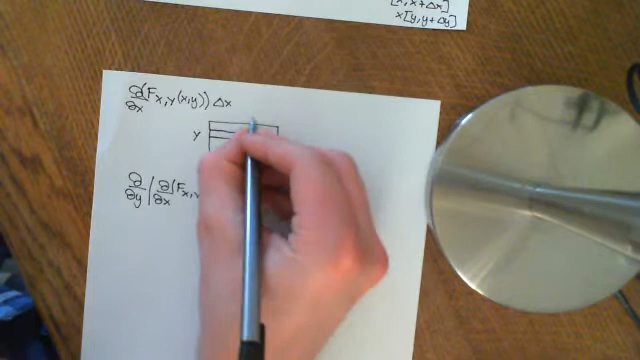 [x, x+Δx]
x[y, y+Δy]
∂/∂x (F_{X,Y}(x,y)) Δx
y
∂/∂y (∂/∂x (F_{X,